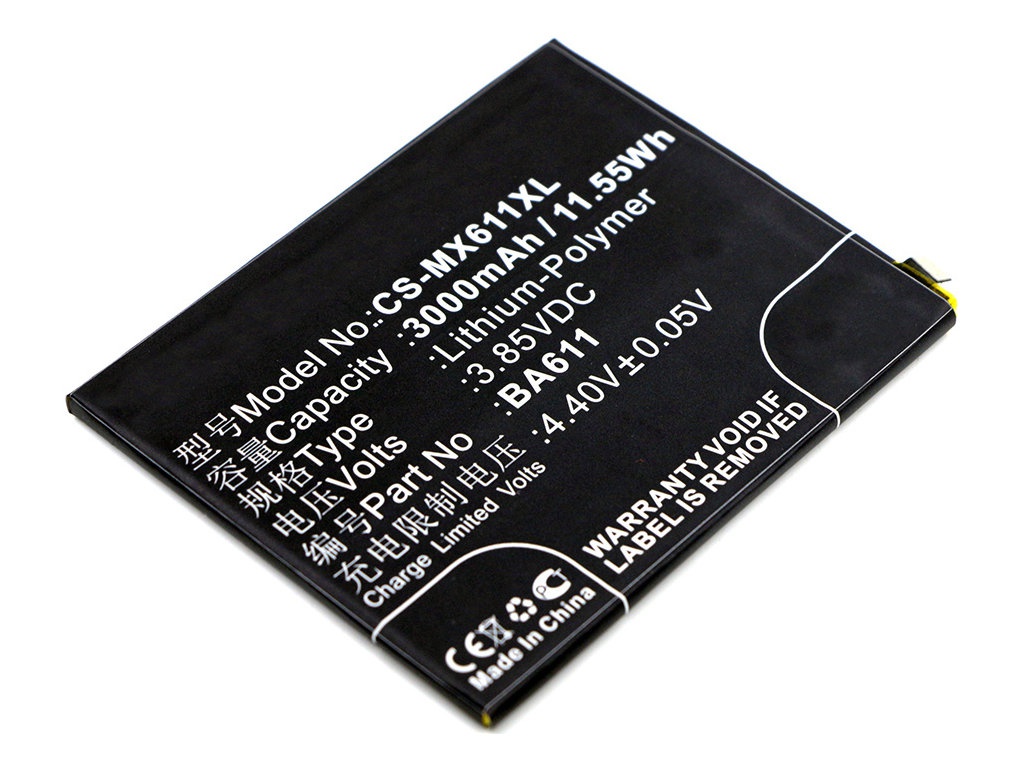 型号Model No.:CS-MX611XL
容量Capacity :3000mAh / 11.55Wh
规格Type :Lithium-Polymer
电压Volts :3.85VDC
编号Part No :BA611
充电限制电压 :4.40V±0.05V
Charge Limited Volts
WARRANTY VOID IF
LABEL IS REMOVED
CE PCT
Made In China